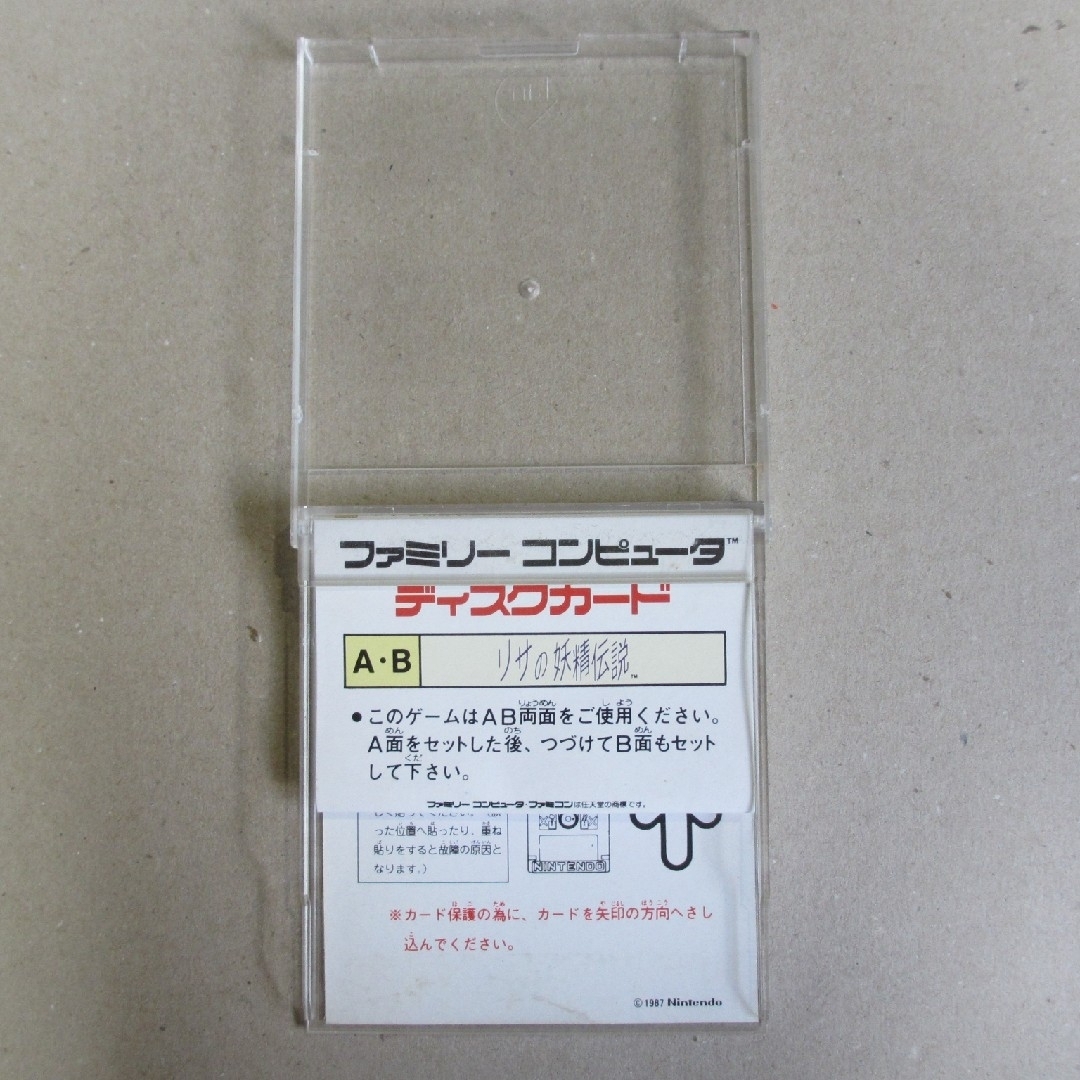 ファミリー コンピュータ™
ディスクカード
A・B リサの妖精伝説™
●このゲームはAB両面をご使用ください。
A面をセットした後、つづけてB面もセット
して下さい。
ファミリー コンピュータ・ファミコンは任天堂の商標です。
った位置へ貼ったり、重ね
貼りをすると故障の原因と
なります。)
NINTENDO
※カード保護の為に、カードを矢印の方向へさし
込んでください。
©1987 Nintendo